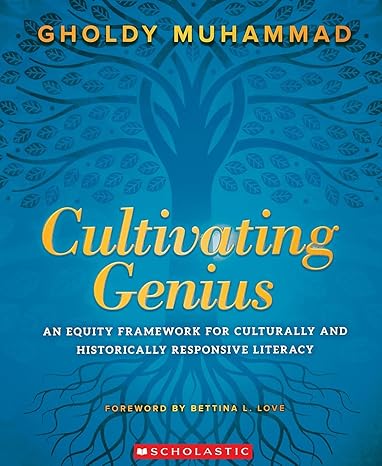 GHOLDY MUHAMMAD
Cultivating
Genius
AN EQUITY FRAMEWORK FOR CULTURALLY AND
HISTORICALLY RESPONSIVE LITERACY
FOREWORD BY BETTINA L. LOVE
SCHOLASTIC